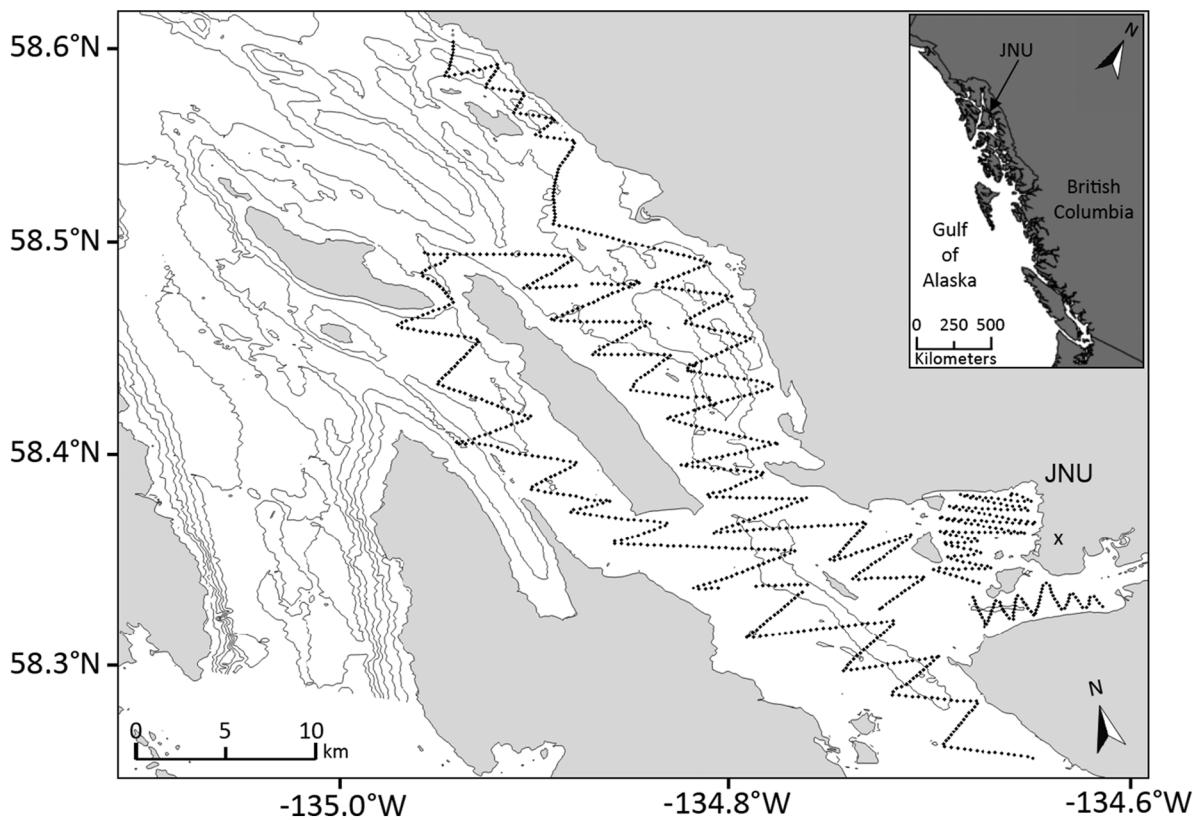 58.6°N
58.5°N
58.4°N
58.3°N
-135.0°W
-134.8°W
-134.6°W
0 5 10
km
JNU
x
N
N
JNU
British
Columbia
Gulf
of
Alaska
0 250 500
Kilometers